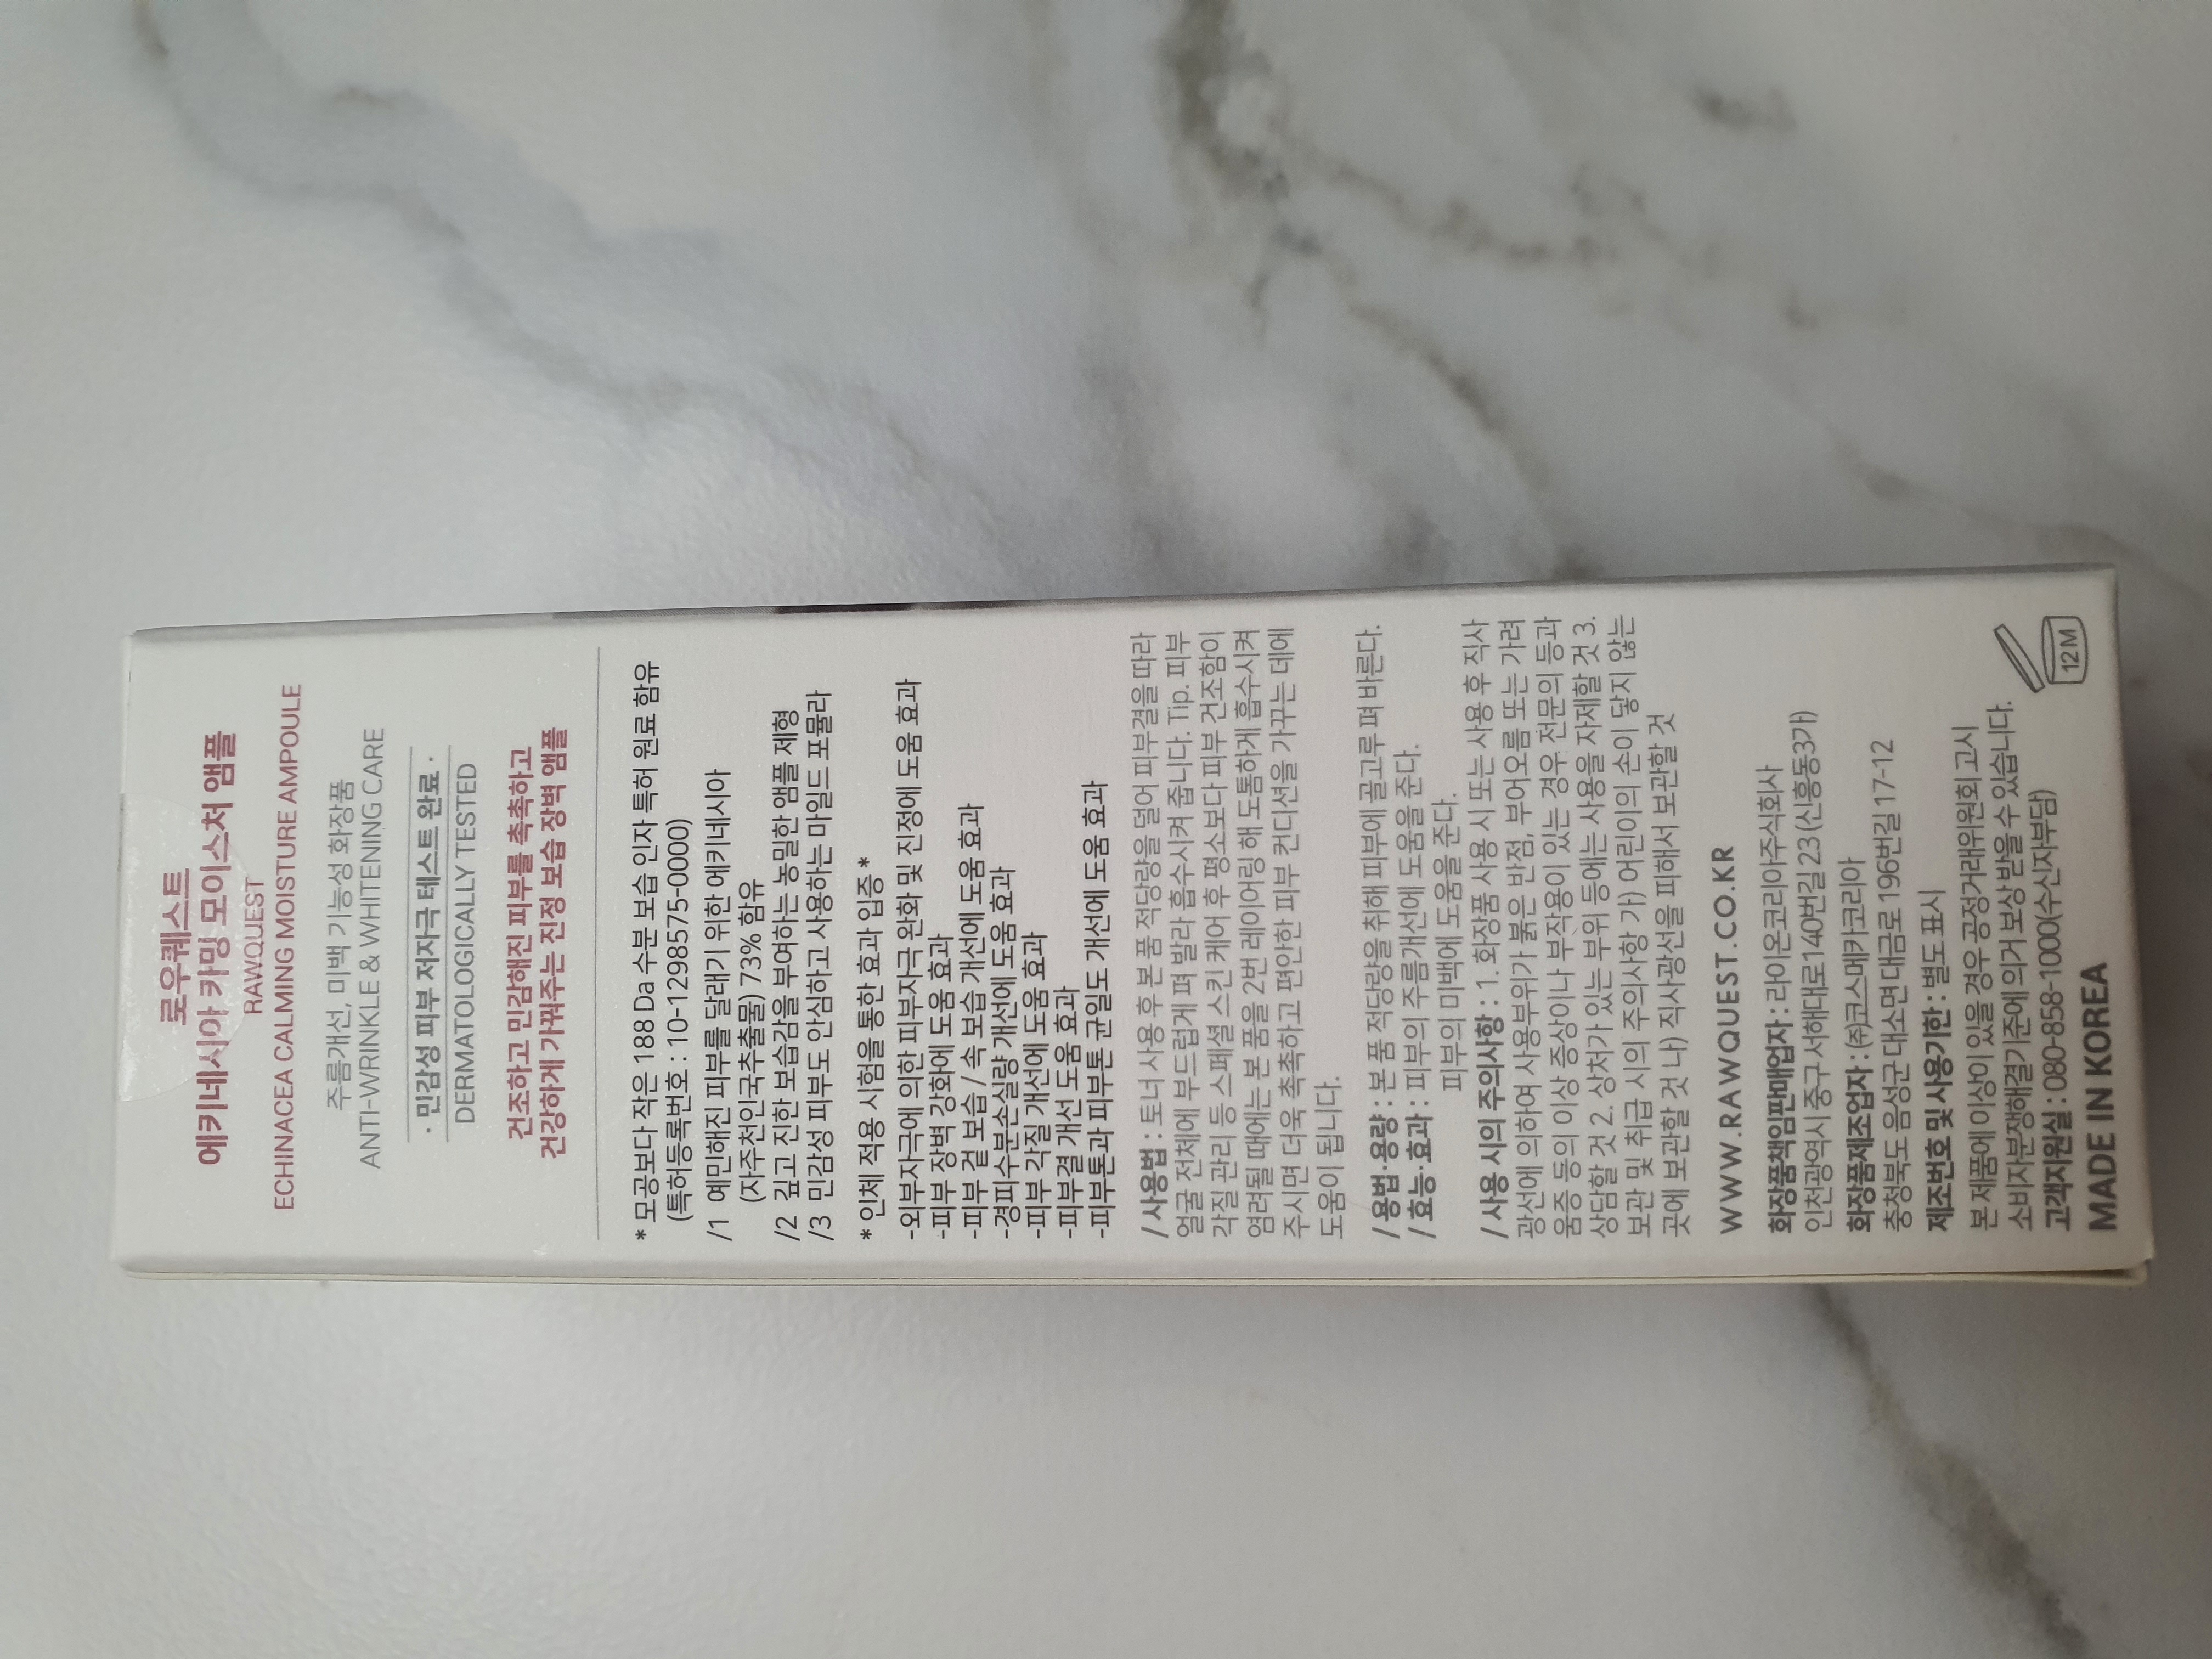 로우퀘스트
에키네시아 카밍 모이스처 앰플
RAWQUEST
ECHINACEA CALMING MOISTURE AMPOULE
주름개선, 미백 기능성 화장품
ANTI-WRINKLE & WHITENING CARE
· 민감성 피부 저자극 테스트 완료 ·
DERMATOLOGICALLY TESTED
건조하고 민감해진 피부를 촉촉하고
건강하게 가꿔주는 진정 보습 장벽 앰플
* 모공보다 작은 188 Da 수분 보습 인자 특허 원료 함유
(특허등록번호 : 10-1298575-0000)
/1 예민해진 피부를 달래기 위한 에키네시아
(자주천인국추출물) 73% 함유
/2 깊고 진한 보습감을 부여하는 농밀한 앰플 제형
/3 민감성 피부도 안심하고 사용하는 마일드 포뮬라
* 인체 적용 시험을 통한 효과 입증 *
-외부자극에 의한 피부자극 완화 및 진정에 도움 효과
-피부 장벽 강화에 도움 효과
-피부 겉 보습 / 속 보습 개선에 도움 효과
-경피수분손실량 개선에 도움 효과
-피부 각질 개선에 도움 효과
-피부결 개선 도움 효과
-피부톤과 피부톤 균일도 개선에 도움 효과
/ 사용법 : 토너 사용 후 본 품 적당량을 덜어 피부결을 따라
얼굴 전체에 부드럽게 펴 발라 흡수시켜 줍니다. Tip. 피부
각질 관리 등 스페셜 스킨 케어 후 평소보다 피부 건조함이
염려될 때에는 본 품을 2번 레이어링 해 도톰하게 흡수시켜
주시면 더욱 촉촉하고 편안한 피부 컨디션을 가꾸는 데에
도움이 됩니다.
/ 용법·용량 : 본 품 적당량을 취해 피부에 골고루 펴 바른다.
/ 효능·효과 : 피부의 주름개선에 도움을 준다.
피부의 미백에 도움을 준다.
/ 사용 시의 주의사항 : 1. 화장품 사용 시 또는 사용 후 직사
광선에 의하여 사용부위가 붉은 반점, 부어오름 또는 가려
움증 등의 이상 증상이나 부작용이 있는 경우 전문의 등과
상담할 것 2. 상처가 있는 부위 등에는 사용을 자제할 것 3.
보관 및 취급 시의 주의사항 가) 어린이의 손이 닿지 않는
곳에 보관할 것 나) 직사광선을 피해서 보관할 것
WWW.RAWQUEST.CO.KR
화장품책임판매업자 : 라이온코리아주식회사
인천광역시 중구 서해대로140번길 23 (신흥동3가)
화장품제조업자 : (주)코스메카코리아
충청북도 음성군 대소면 대금로 196번길 17-12
제조번호 및 사용기한 : 별도 표시
본 제품에 이상이 있을 경우 공정거래위원회 고시
소비자분쟁해결기준에 의거 보상 받을 수 있습니다.
고객지원실 : 080-858-1000(수신자부담)
MADE IN KOREA
12M